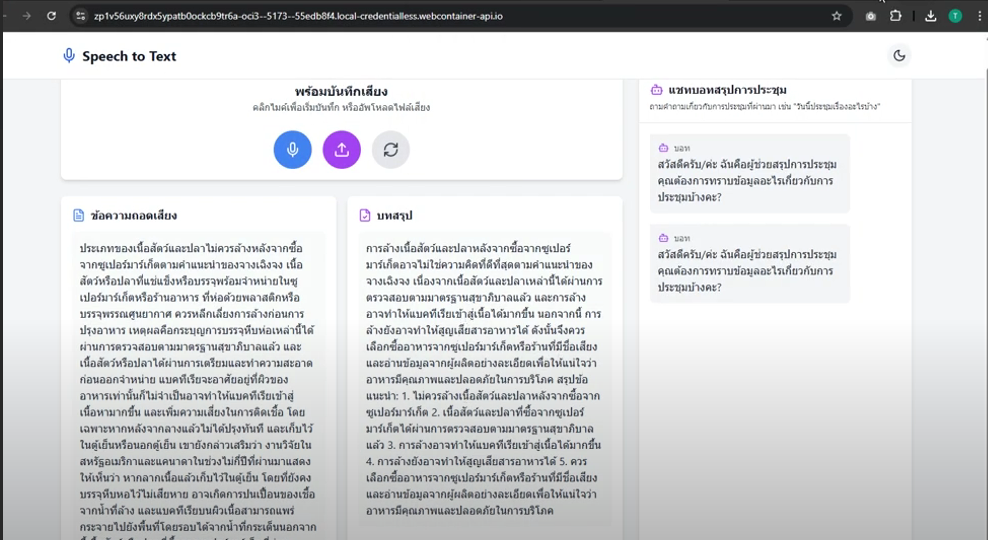 zp1v56uxy8rdx5ypatb0ockcb9tr6a-oci3--5173--55edb8f4.local-credentialless.webcontainer-api.io
T
Speech to Text
พร้อมบันทึกเสียง
คลิกไมค์เพื่อเริ่มบันทึก หรืออัพโหลดไฟล์เสียง
ข้อความถอดเสียง
ประเภทของเนื้อสัตว์และปลาไม่ควรล้างหลังจากซื้อ
จากซูเปอร์มาร์เก็ตตามคำแนะนำของจางเฉิงจง เนื้อ
สัตว์หรือปลาที่แช่แข็งหรือบรรจุพร้อมจำหน่ายในซู
เปอร์มาร์เก็ตหรือร้านอาหาร ที่ห่อด้วยพลาสติกหรือ
บรรจุพรรณศูนยากาศ ควรหลีกเลี่ยงการล้างก่อนการ
ปรุงอาหาร เหตุผลคือกระบุญการบรรจุหีบห่อเหล่านี้ได้
ผ่านการตรวจสอบตามมาตรฐานสุขาภิบาลแล้ว และ
เนื้อสัตว์หรือปลาได้ผ่านการเตรียมและทำความสะอาด
ก่อนออกจำหน่าย แบคทีเรียจะอาศัยอยู่ที่ผิวของ
อาหารเท่านั้นก็ไม่จำเป็นอาจทำให้แบคทีเรียเข้าสู่
เนื้อหามากขึ้น และเพิ่มความเสี่ยงในการติดเชื้อ โดย
เฉพาะหากหลังจากลางแล้วไม่ได้ปรุงทันที และเก็บไว้
ในตู้เย็นหรือนอกตู้เย็น เขายังกล่าวเสริมว่า งานวิจัยใน
สหรัฐอเมริกาและแคนาดาในช่วงไม่กี่ปีที่ผ่านมาแสดง
ให้เห็นว่า หากลากเนื้อแล้วเก็บไว้ในตู้เย็น โดยที่ยังคง
บรรจุหีบหอไว้ไม่เสียหาย อาจเกิดการปนเปื้อนของเชื้อ
จากน้ำที่ล้าง และแบคทีเรียบนผิวเนื้อสามารถแพร่
กระจายไปยังพื้นที่โดยรอบได้จากน้ำที่กระเด็นนอกจาก
บทสรุป
การล้างเนื้อสัตว์และปลาหลังจากซื้อจากซูเปอร์
มาร์เก็ตอาจไม่ใช่ความคิดที่ดีที่สุดตามคำแนะนำของ
จางเฉิงจง เนื่องจากเนื้อสัตว์และปลาเหล่านี้ได้ผ่านการ
ตรวจสอบตามมาตรฐานสุขาภิบาลแล้ว และการล้าง
อาจทำให้แบคทีเรียเข้าสู่เนื้อได้มากขึ้น นอกจากนี้ การ
ล้างยังอาจทำให้สูญเสียสารอาหารได้ ดังนั้นจึงควร
เลือกซื้ออาหารจากซูเปอร์มาร์เก็ตหรือร้านที่มีชื่อเสียง
และอ่านข้อมูลจากผู้ผลิตอย่างละเอียดเพื่อให้แน่ใจว่า
อาหารมีคุณภาพและปลอดภัยในการบริโภค สรุปข้อ
แนะนำ: 1. ไม่ควรล้างเนื้อสัตว์และปลาหลังจากซื้อจาก
ซูเปอร์มาร์เก็ต 2. เนื้อสัตว์และปลาที่ซื้อจากซูเปอร์
มาร์เก็ตได้ผ่านการตรวจสอบตามมาตรฐานสุขาภิบาล
แล้ว 3. การล้างอาจทำให้แบคทีเรียเข้าสู่เนื้อได้มากขึ้น
4. การล้างยังอาจทำให้สูญเสียสารอาหารได้ 5. ควร
เลือกซื้ออาหารจากซูเปอร์มาร์เก็ตหรือร้านที่มีชื่อเสียง
และอ่านข้อมูลจากผู้ผลิตอย่างละเอียดเพื่อให้แน่ใจว่า
อาหารมีคุณภาพและปลอดภัยในการบริโภค
แชทบอทสรุปการประชุม
ถามคำถามเกี่ยวกับการประชุมที่ผ่านมา เช่น "วันนี้ประชุมเรื่องอะไรบ้าง"
บอท
สวัสดีครับ/ค่ะ ฉันคือผู้ช่วยสรุปการประชุม
คุณต้องการทราบข้อมูลอะไรเกี่ยวกับการ
ประชุมบ้างคะ?
บอท
สวัสดีครับ/ค่ะ ฉันคือผู้ช่วยสรุปการประชุม
คุณต้องการทราบข้อมูลอะไรเกี่ยวกับการ
ประชุมบ้างคะ?